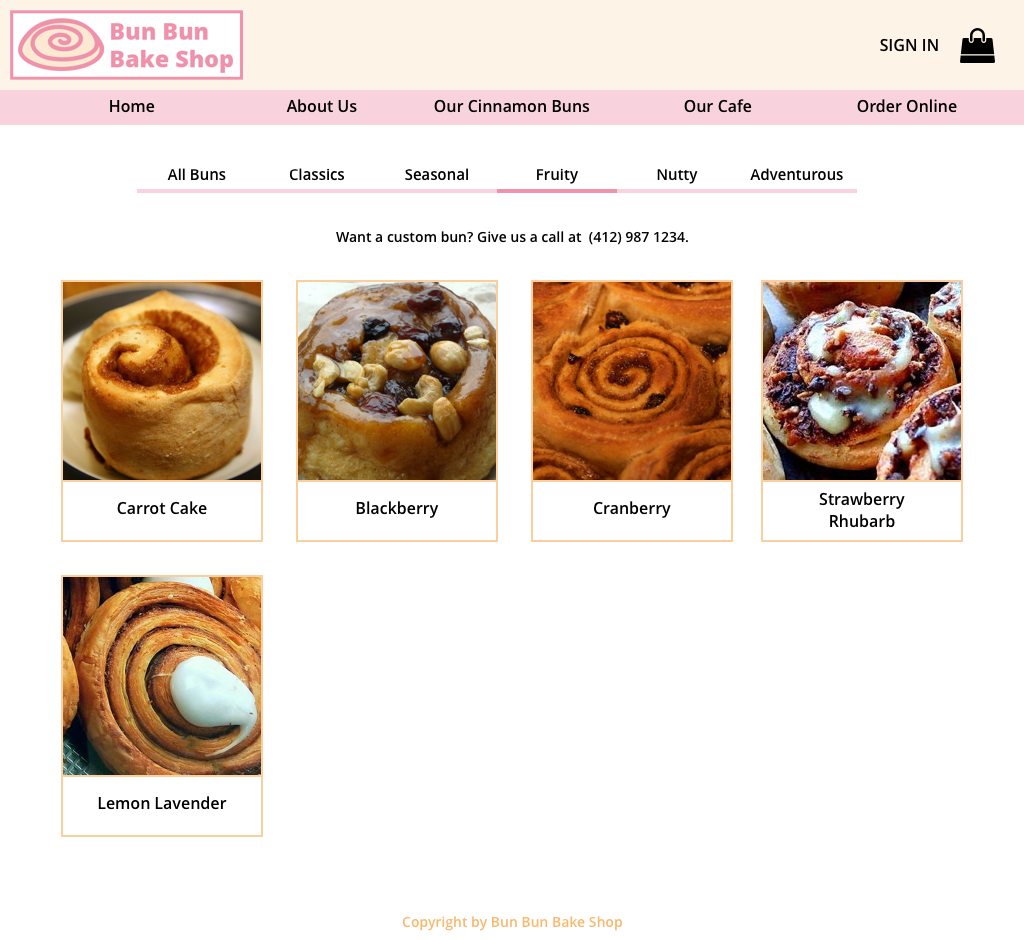 Bun Bun
Bake Shop
SIGN IN
Home About Us Our Cinnamon Buns Our Cafe Order Online
All Buns Classics Seasonal Fruity Nutty Adventurous
Want a custom bun? Give us a call at (412) 987 1234.
Carrot Cake Blackberry Cranberry Strawberry
Rhubarb
Lemon Lavender
Copyright by Bun Bun Bake Shop